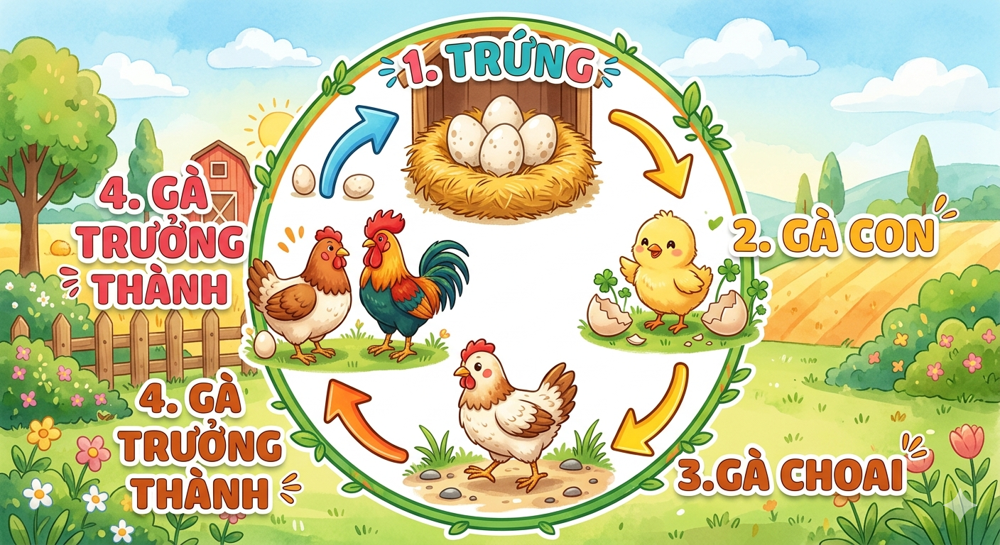 1. TRỨNG
2. GÀ CON
3.GÀ CHOAI
4. GÀ
TRƯỞNG
THÀNH
4. GÀ
TRƯỞNG
THÀNH